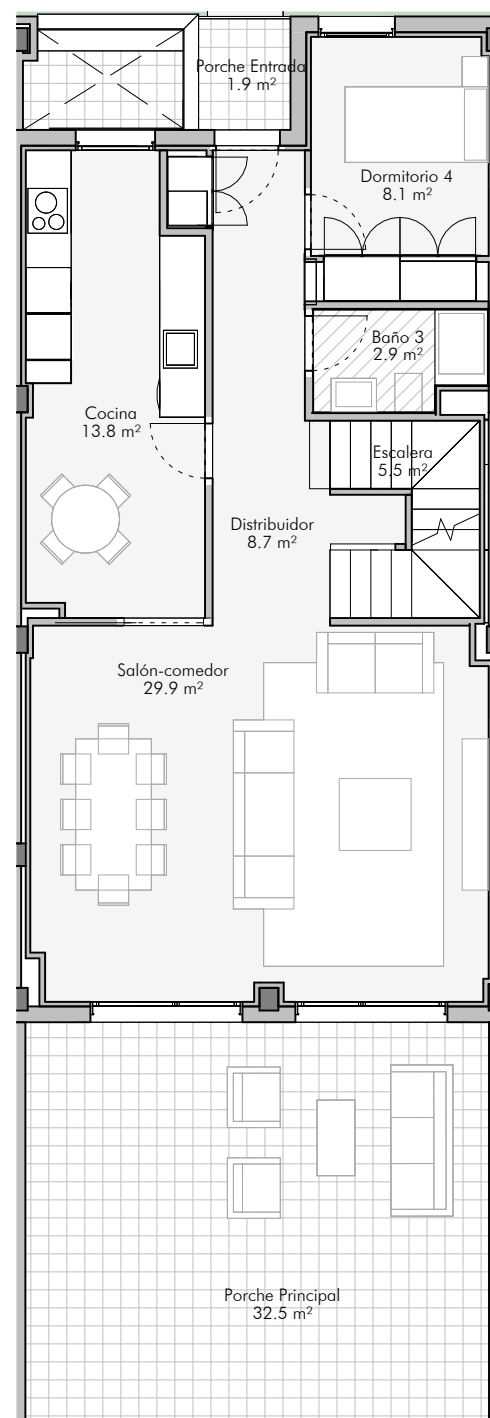 Porche Entrada
1.9 m²
Dormitorio 4
8.1 m²
Baño 3
2.9 m²
Cocina
13.8 m²
Escalera
5.5 m²
Distribuidor
8.7 m²
Salón-comedor
29.9 m²
Porche Principal
32.5 m²